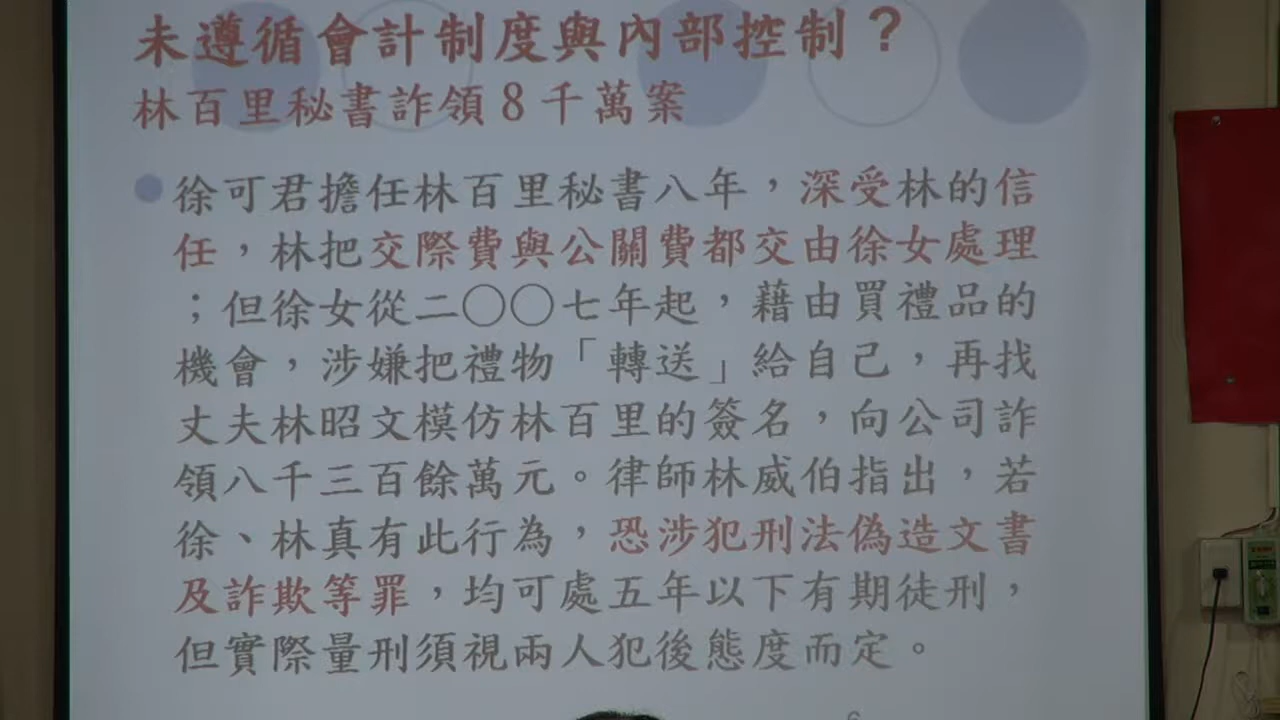 未遵循會計制度與內部控制？
林百里秘書詐領8千萬案
徐可君擔任林百里秘書八年，深受林的信
任，林把交際費與公關費都交由徐女處理
；但徐女從二○○七年起，藉由買禮品的
機會，涉嫌把禮物「轉送」給自己，再找
丈夫林昭文模仿林百里的簽名，向公司詐
領八千三百餘萬元。律師林威伯指出，若
徐、林真有此行為，恐涉犯刑法偽造文書
及詐欺等罪，均可處五年以下有期徒刑，
但實際量刑須視兩人犯後態度而定。
6